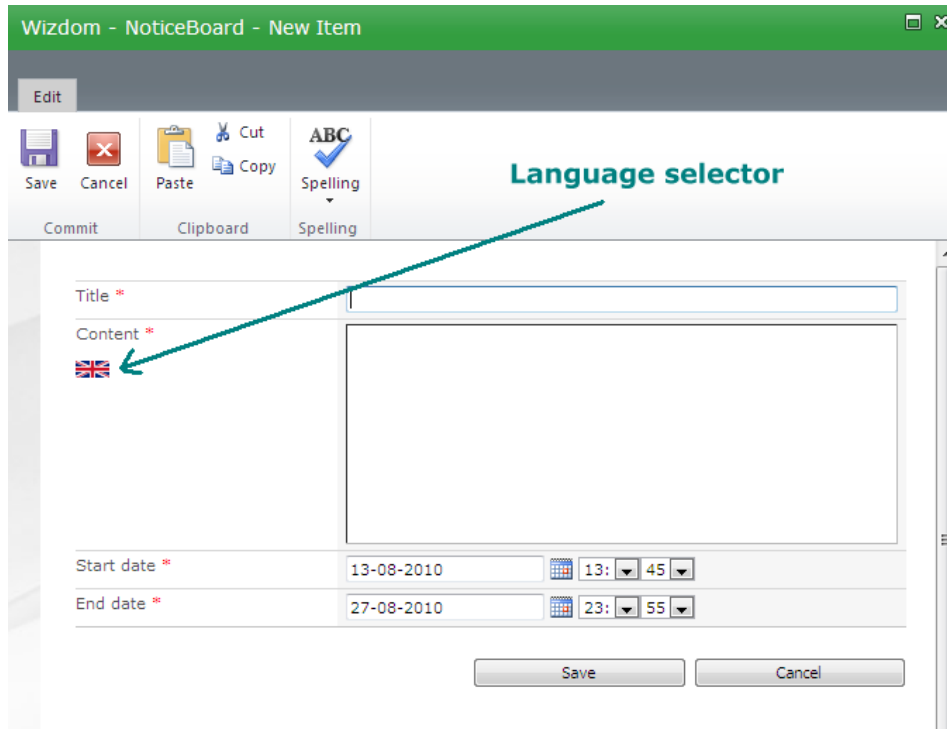 Wizdom - NoticeBoard - New Item
Edit
Save
Cancel
Paste
Cut
Copy
ABC
Spelling
Commit
Clipboard
Spelling
Language selector
Title *
Content *
Start date *
13-08-2010 13: 45
End date *
27-08-2010 23: 55
Save Cancel